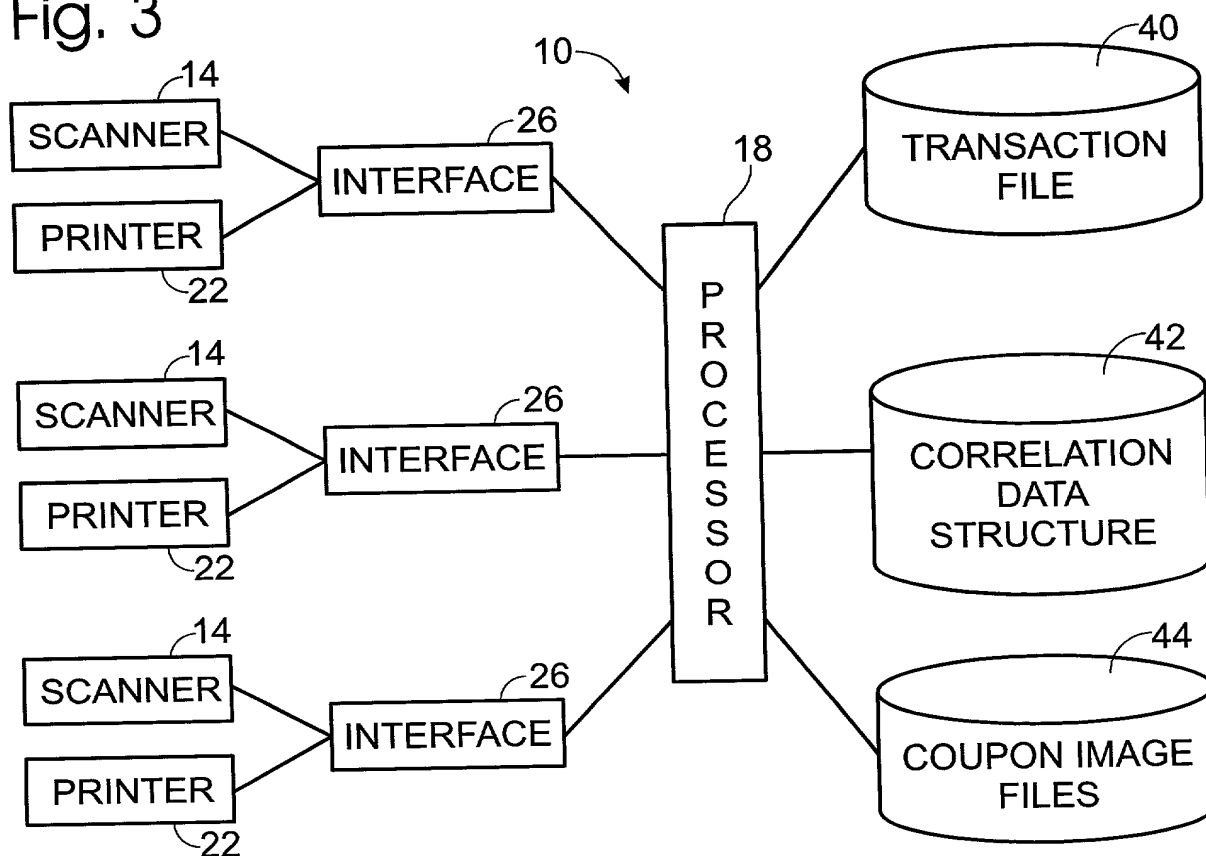 Fig. 3
10
40
14
SCANNER
26
INTERFACE
PRINTER
22
18
PROCESSOR
TRANSACTION
FILE
14
SCANNER
26
INTERFACE
PRINTER
22
42
CORRELATION
DATA
STRUCTURE
14
SCANNER
26
INTERFACE
PRINTER
22
44
COUPON IMAGE
FILES